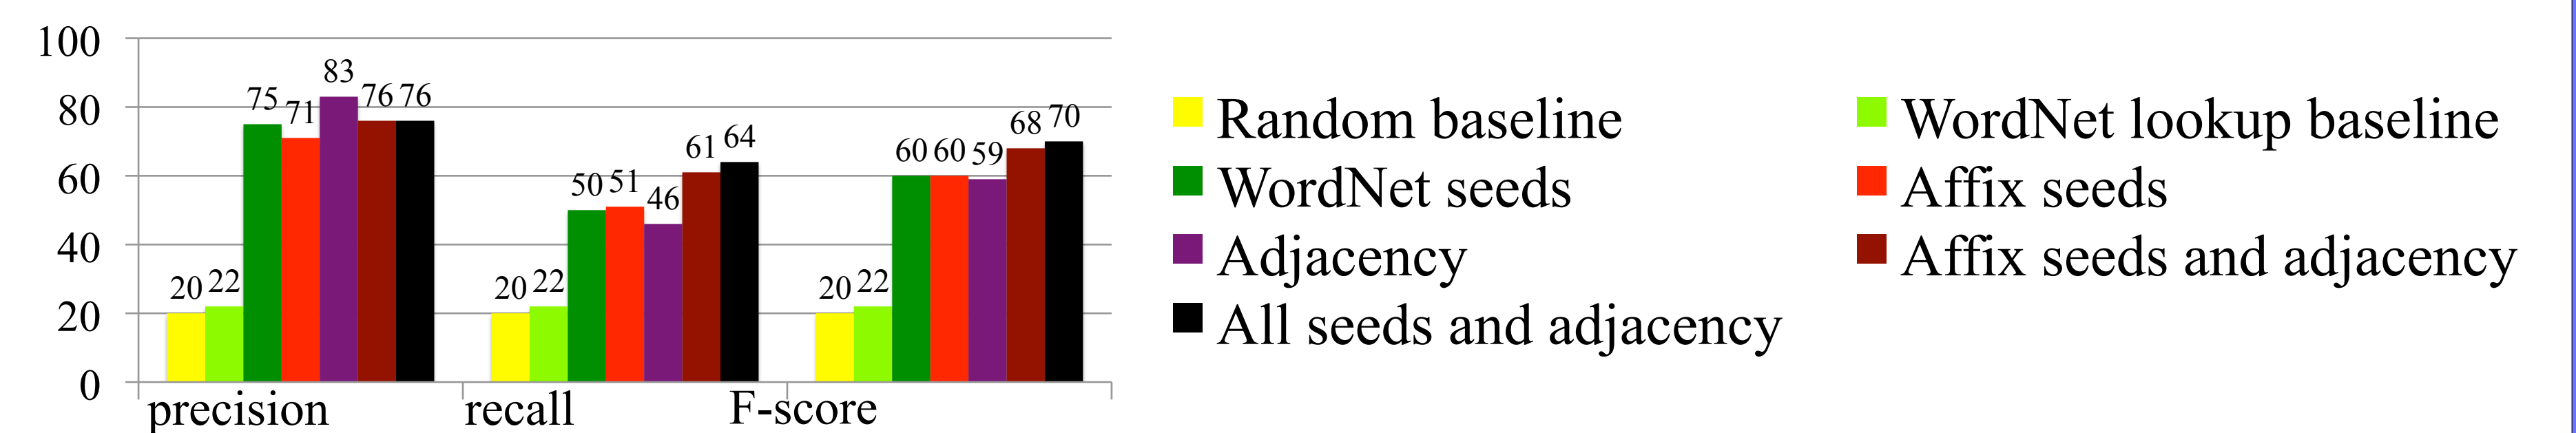 100
80
60
40
20
0
20 22 75 71 83 76 76
20 22 50 51 46 61 64
20 22 60 60 59 68 70
precision recall F-score
Random baseline WordNet lookup baseline
WordNet seeds Affix seeds
Adjacency Affix seeds and adjacency
All seeds and adjacency